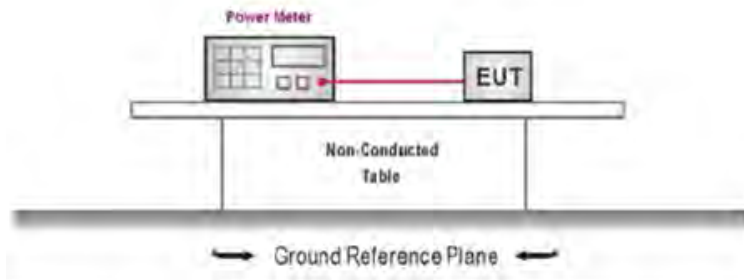 Power Meter
EUT
Non-Conducted
Table
Ground Reference Plane